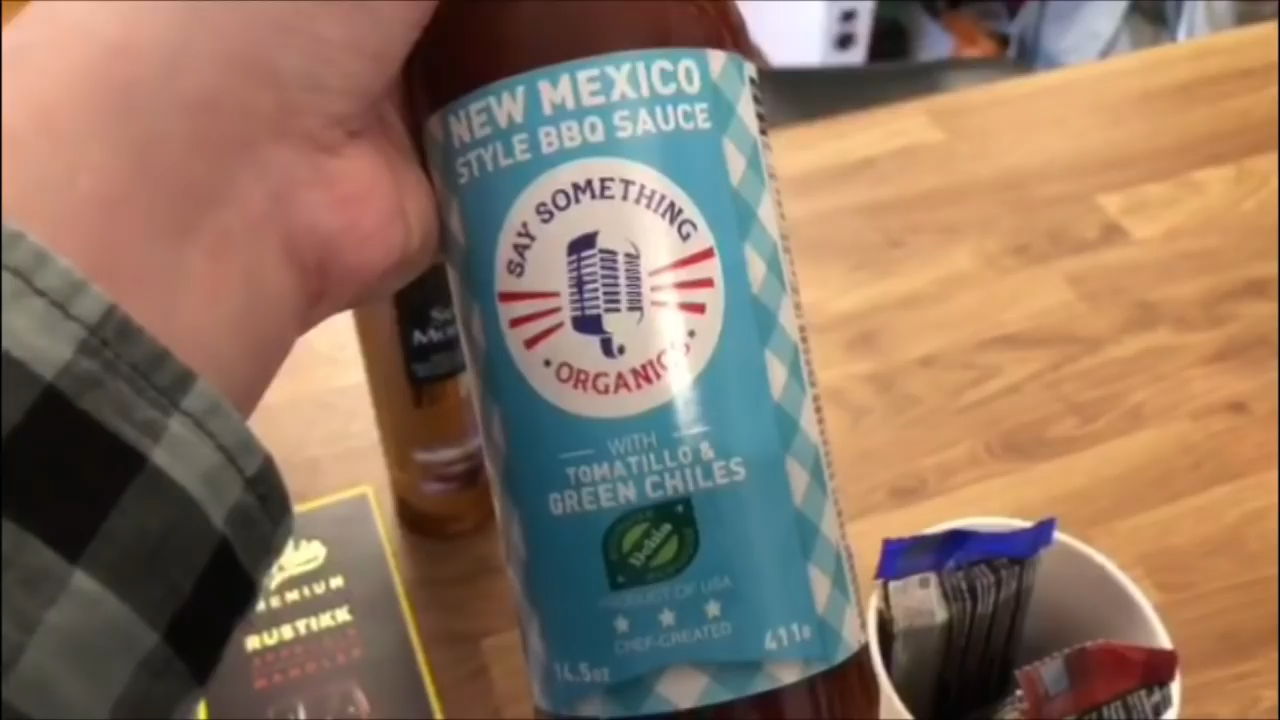 NEW MEXICO
STYLE BBQ SAUCE
SAY SOMETHING
ORGANICS
WITH
TOMATILLO &
GREEN CHILES
Debio
PRODUCT OF USA
CHEF-CREATED
14.5oz
411g
RUSTIKK